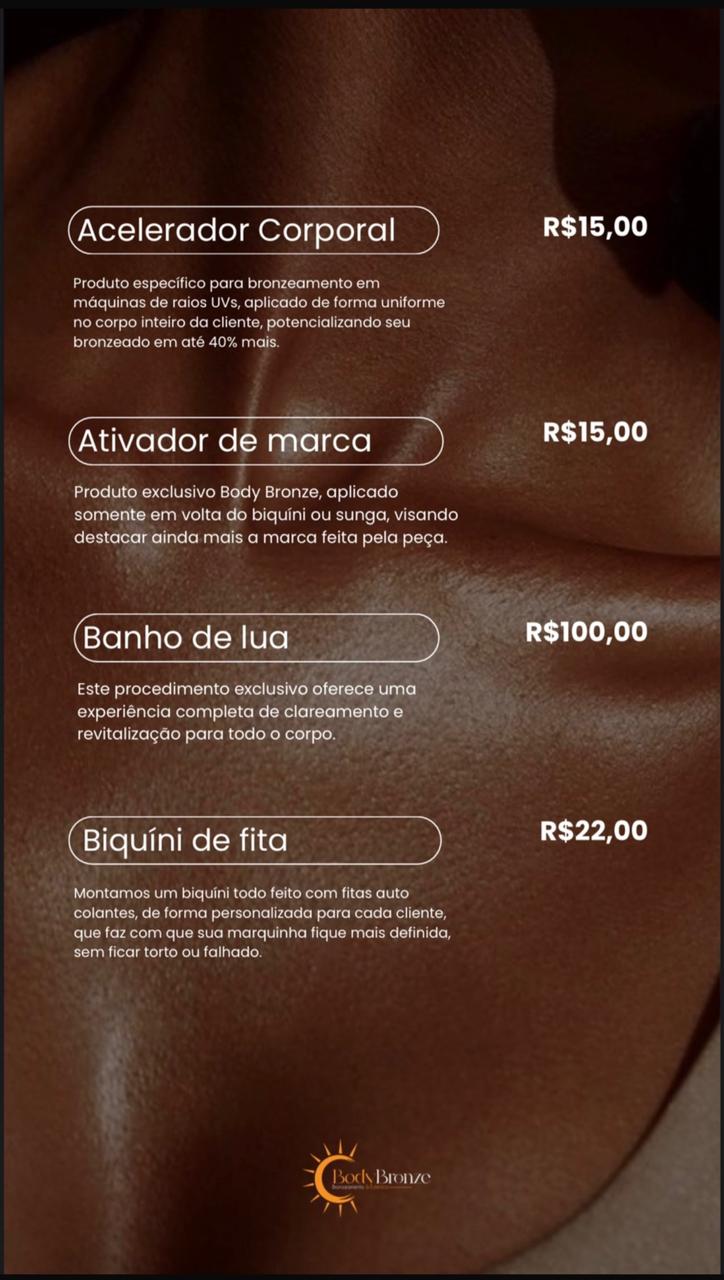 Acelerador Corporal
R$15,00
Produto específico para bronzeamento em
máquinas de raios UVs, aplicado de forma uniforme
no corpo inteiro da cliente, potencializando seu
bronzeado em até 40% mais.
Ativador de marca
R$15,00
Produto exclusivo Body Bronze, aplicado
somente em volta do biquíni ou sunga, visando
destacar ainda mais a marca feita pela peça.
Banho de lua
R$100,00
Este procedimento exclusivo oferece uma
experiência completa de clareamento e
revitalização para todo o corpo.
Biquíni de fita
R$22,00
Montamos um biquíni todo feito com fitas auto
colantes, de forma personalizada para cada cliente,
que faz com que sua marquinha fique mais definida,
sem ficar torto ou falhado.
Body Bronze